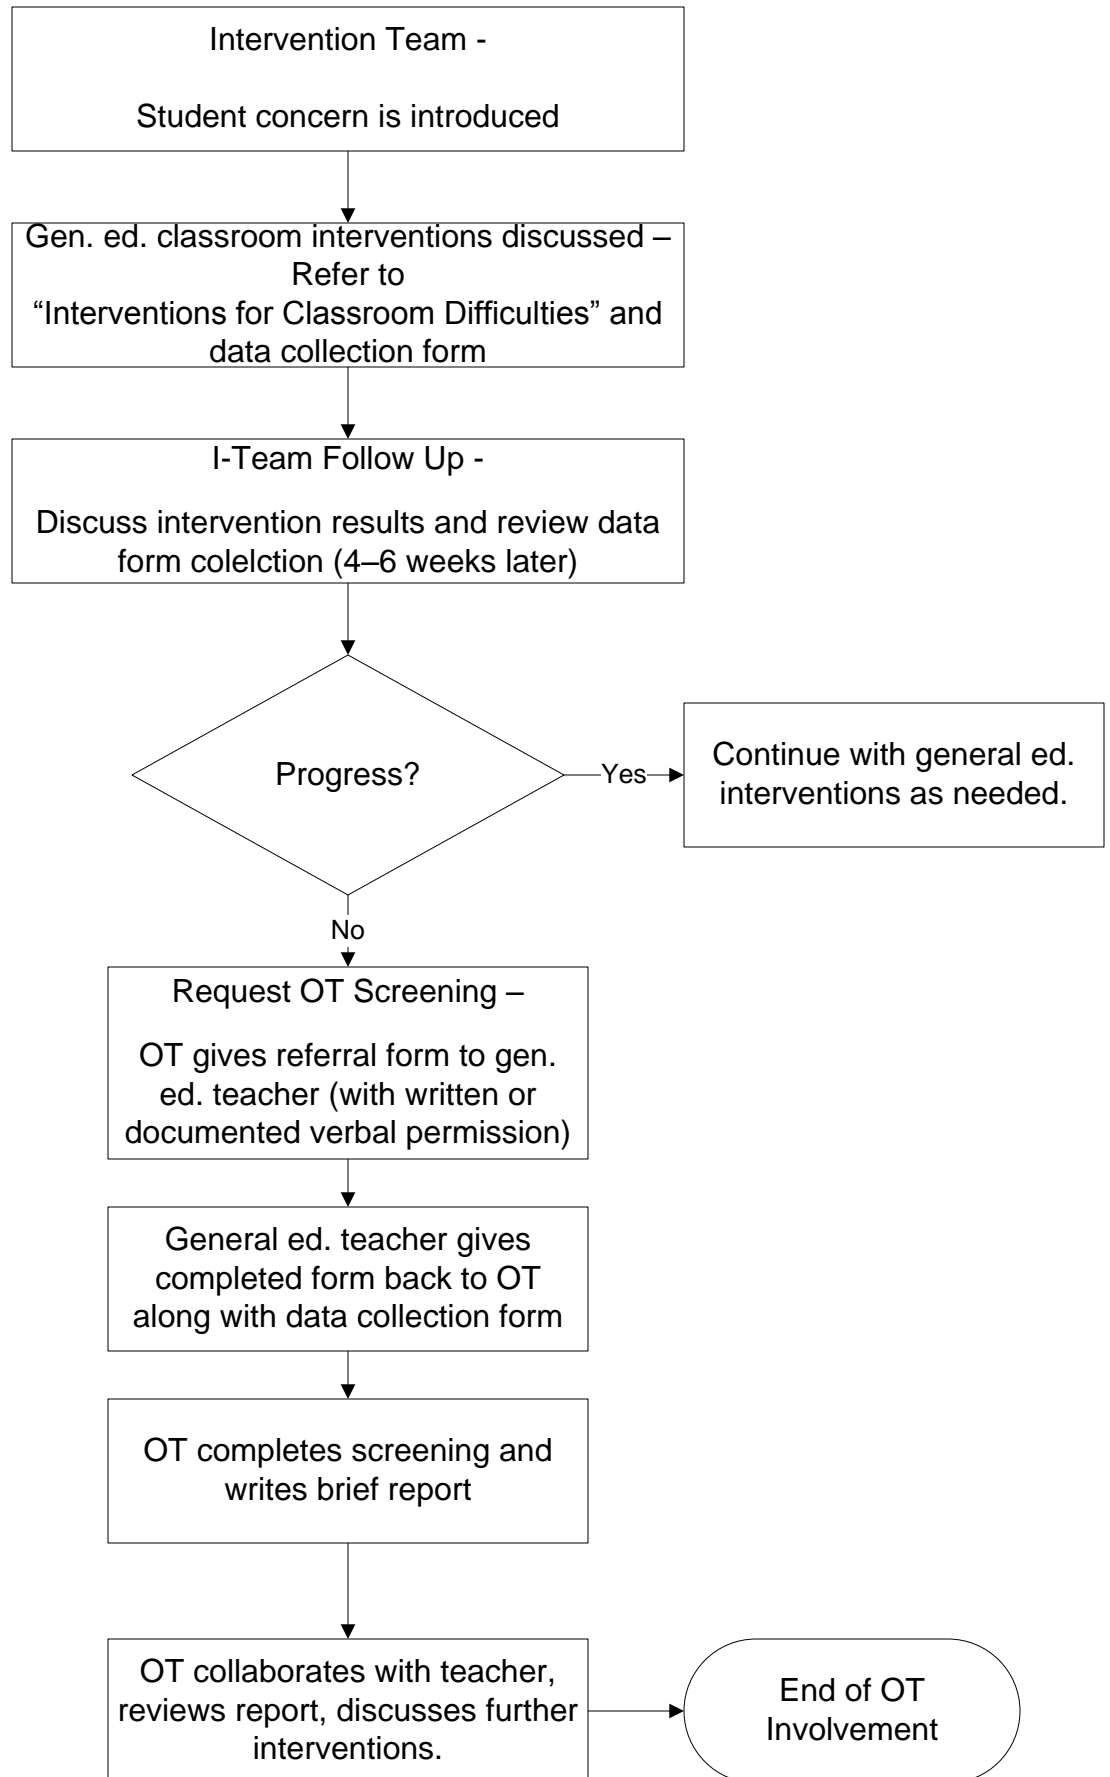 Intervention Team -
Student concern is introduced
Gen. ed. classroom interventions discussed –
Refer to
“Interventions for Classroom Difficulties” and
data collection form
I-Team Follow Up -
Discuss intervention results and review data
form colelction (4–6 weeks later)
Progress?
Yes
Continue with general ed.
interventions as needed.
No
Request OT Screening –
OT gives referral form to gen.
ed. teacher (with written or
documented verbal permission)
General ed. teacher gives
completed form back to OT
along with data collection form
OT completes screening and
writes brief report
OT collaborates with teacher,
reviews report, discusses further
interventions.
End of OT
Involvement